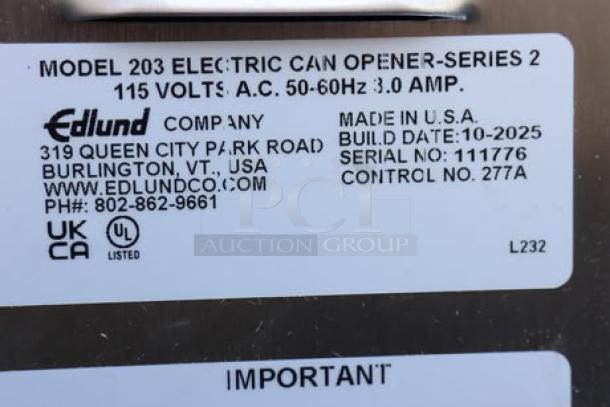 MODEL 203 ELECTRIC CAN OPENER-SERIES 2
115 VOLTS A.C. 50-60Hz 3.0 AMP.
Edlund COMPANY
319 QUEEN CITY PARK ROAD
BURLINGTON, VT., USA
WWW.EDLUNDCO.COM
PH#: 802-862-9661
MADE IN U.S.A.
BUILD DATE:10-2025
SERIAL NO: 111776
CONTROL NO. 277A
UK
CA
UL
LISTED
L232
PCI
AUCTION GROUP
IMPORTANT